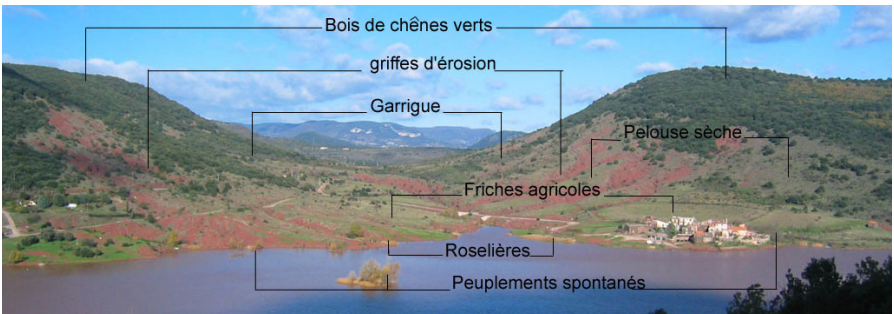 Bois de chênes verts
griffes d'érosion
Garrigue
Pelouse sèche
Friches agricoles
Roselières
Peuplements spontanés